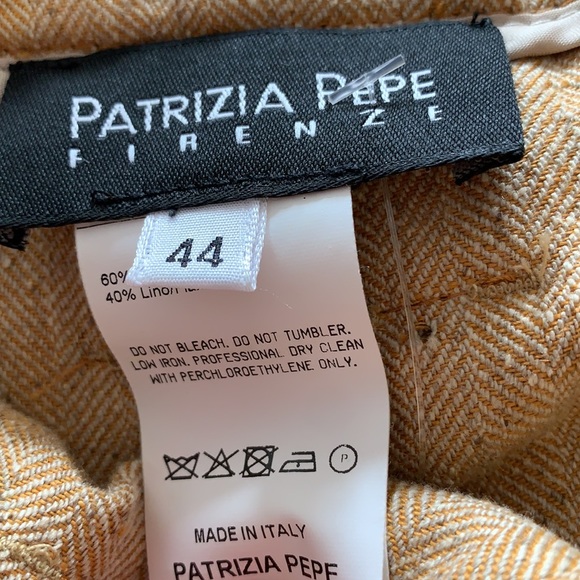 PATRIZIA PEPE
FIRENZE
44
60%
40% Lino/
DO NOT BLEACH. DO NOT TUMBLER.
LOW IRON. PROFESSIONAL DRY CLEAN
WITH PERCHLOROETHYLENE ONLY.
P
MADE IN ITALY
PATRIZIA PEPE